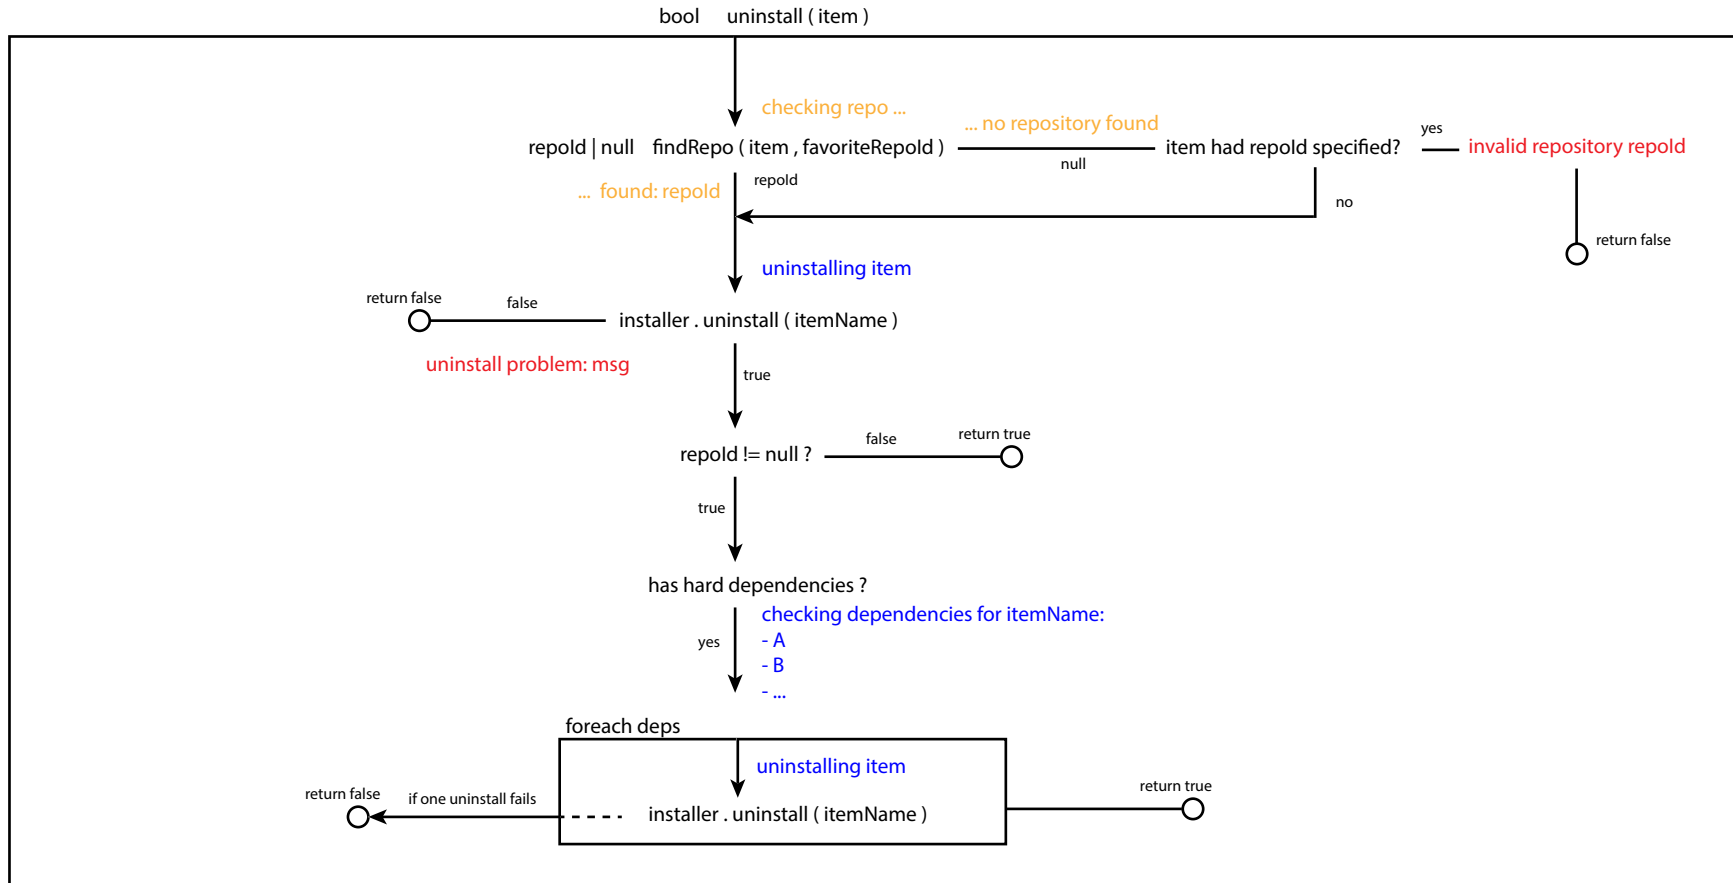 bool uninstall ( item )
checking repo ...
... no repository found
repoId | null findRepo ( item , favoriteRepoId )
null
item had repoId specified?
yes
invalid repository repoId
... found: repoId
repoId
no
return false
uninstalling item
return false
false
installer . uninstall ( itemName )
uninstall problem: msg
true
repoId != null ?
false
return true
true
has hard dependencies ?
yes
checking dependencies for itemName:
- A
- B
- ...
foreach deps
uninstalling item
return false
if one uninstall fails
installer . uninstall ( itemName )
return true